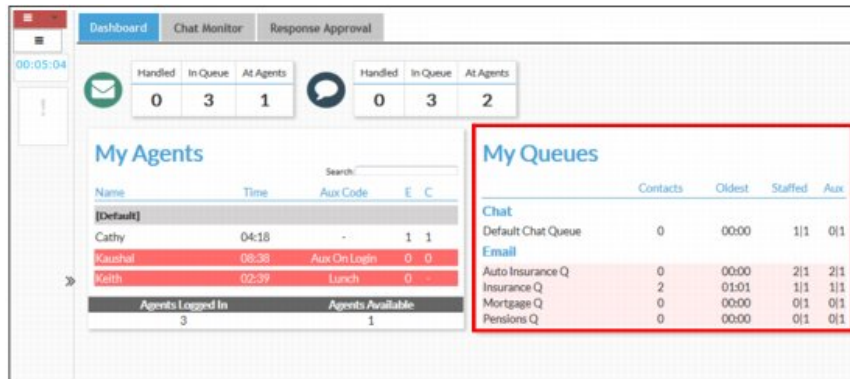 Dashboard Chat Monitor Response Approval
00:05:04
Handled In Queue At Agents
0 3 1
Handled In Queue At Agents
0 3 2
My Agents
Search:
Name Time Aux Code E C
[Default]
Cathy 04:18 - 1 1
Kaushal 08:38 Aux On Login 0 0
Keith 02:39 Lunch 0 -
Agents Logged In Agents Available
3 1
My Queues
Contacts Oldest Staffed Aux
Chat
Default Chat Queue 0 00:00 1|1 0|1
Email
Auto Insurance Q 0 00:00 2|1 2|1
Insurance Q 2 01:01 1|1 1|1
Mortgage Q 0 00:00 0|1 0|1
Pensions Q 0 00:00 0|1 0|1